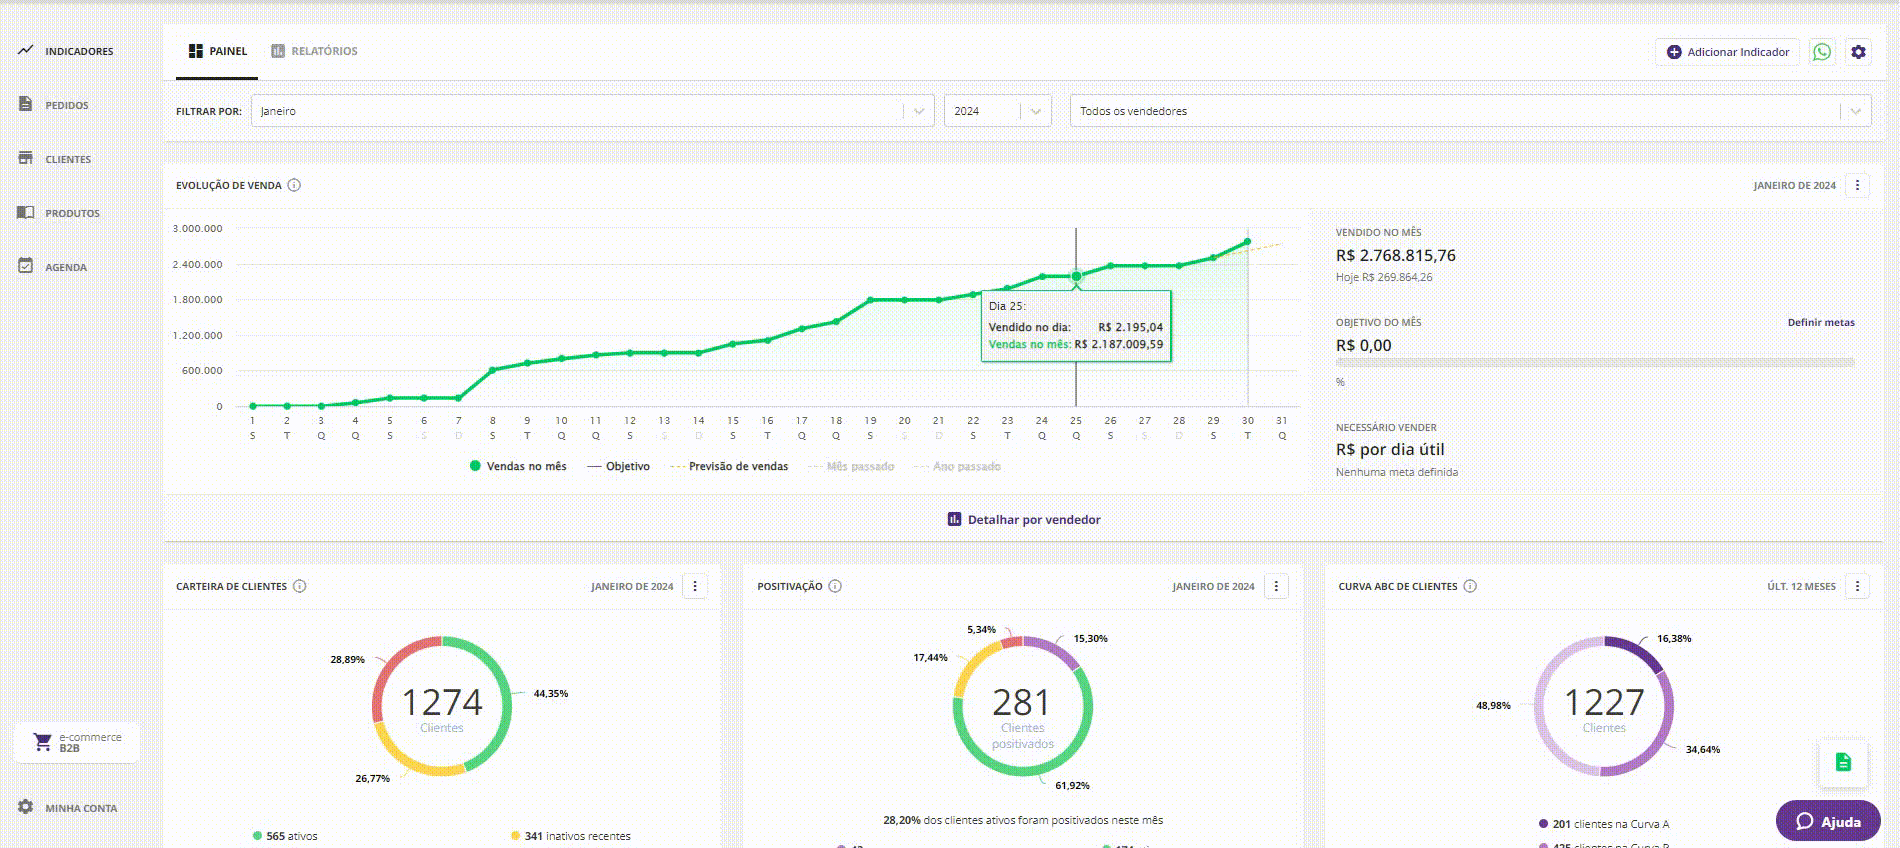 INDICADORES
PEDIDOS
CLIENTES
PRODUTOS
AGENDA
e-commerce
B2B
MINHA CONTA
PAINEL RELATÓRIOS
Adicionar Indicador
FILTRAR POR: Janeiro 2024 Todos os vendedores
EVOLUÇÃO DE VENDA JANEIRO DE 2024
3.000.000
2.400.000
1.800.000
1.200.000
600.000
0
1 2 3 4 5 6 7 8 9 10 11 12 13 14 15 16 17 18 19 20 21 22 23 24 25 26 27 28 29 30 31
S T Q Q S S D S T Q Q S S D S T Q Q S S D S T Q Q S S D S T Q
Dia 25:
Vendido no dia: R$ 2.195,04
Vendas no mês: R$ 2.187.009,59
Vendas no mês Objetivo Previsão de vendas Mês passado Ano passado
VENDIDO NO MÊS
R$ 2.768.815,76
Hoje R$ 269.864,26
OBJETIVO DO MÊS Definir metas
R$ 0,00
%
NECESSÁRIO VENDER
R$ por dia útil
Nenhuma meta definida
Detalhar por vendedor
CARTEIRA DE CLIENTES JANEIRO DE 2024
28,89%
44,35%
26,77%
1274
Clientes
565 ativos 341 inativos recentes
POSITIVAÇÃO JANEIRO DE 2024
5,34%
15,30%
17,44%
61,92%
281
Clientes
positivados
28,20% dos clientes ativos foram positivados neste mês
CURVA ABC DE CLIENTES ÚLT. 12 MESES
16,38%
48,98%
34,64%
1227
Clientes
201 clientes na Curva A
425 clientes na Curva B
Ajuda